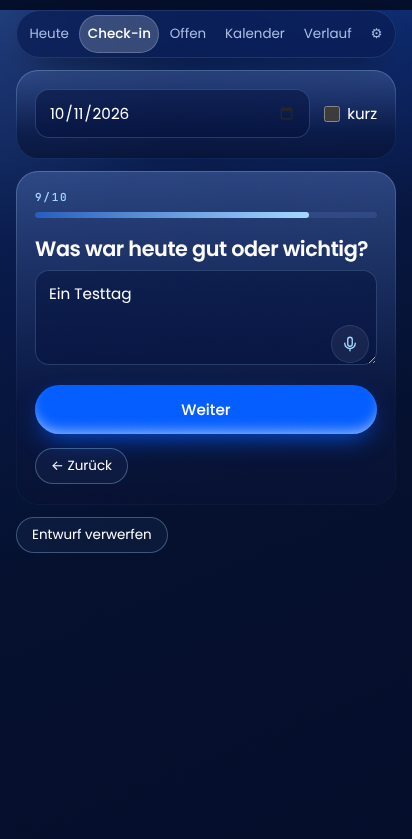 Heute Check-in Offen Kalender Verlauf ⚙
10/11/2026 kurz
9/10
Was war heute gut oder wichtig?
Ein Testtag
Weiter
← Zurück
Entwurf verwerfen